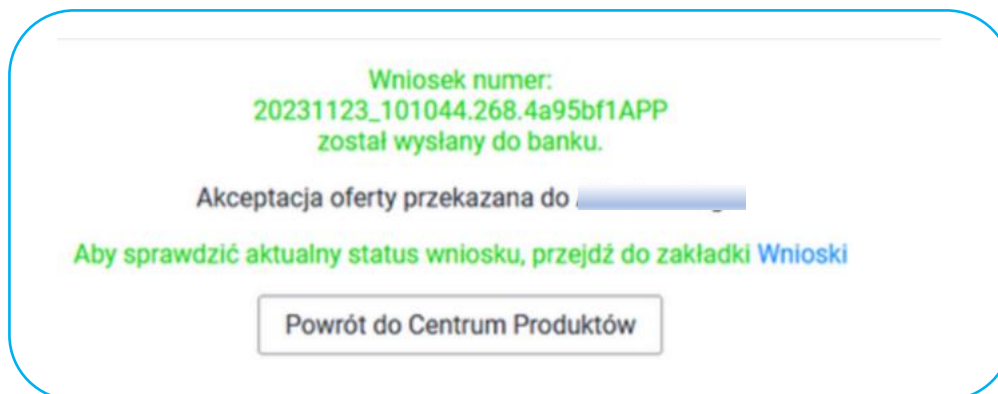 Wniosek numer:
20231123_101044.268.4a95bf1APP
został wysłany do banku.
Akceptacja oferty przekazana do
Aby sprawdzić aktualny status wniosku, przejdź do zakładki Wnioski
Powrót do Centrum Produktów